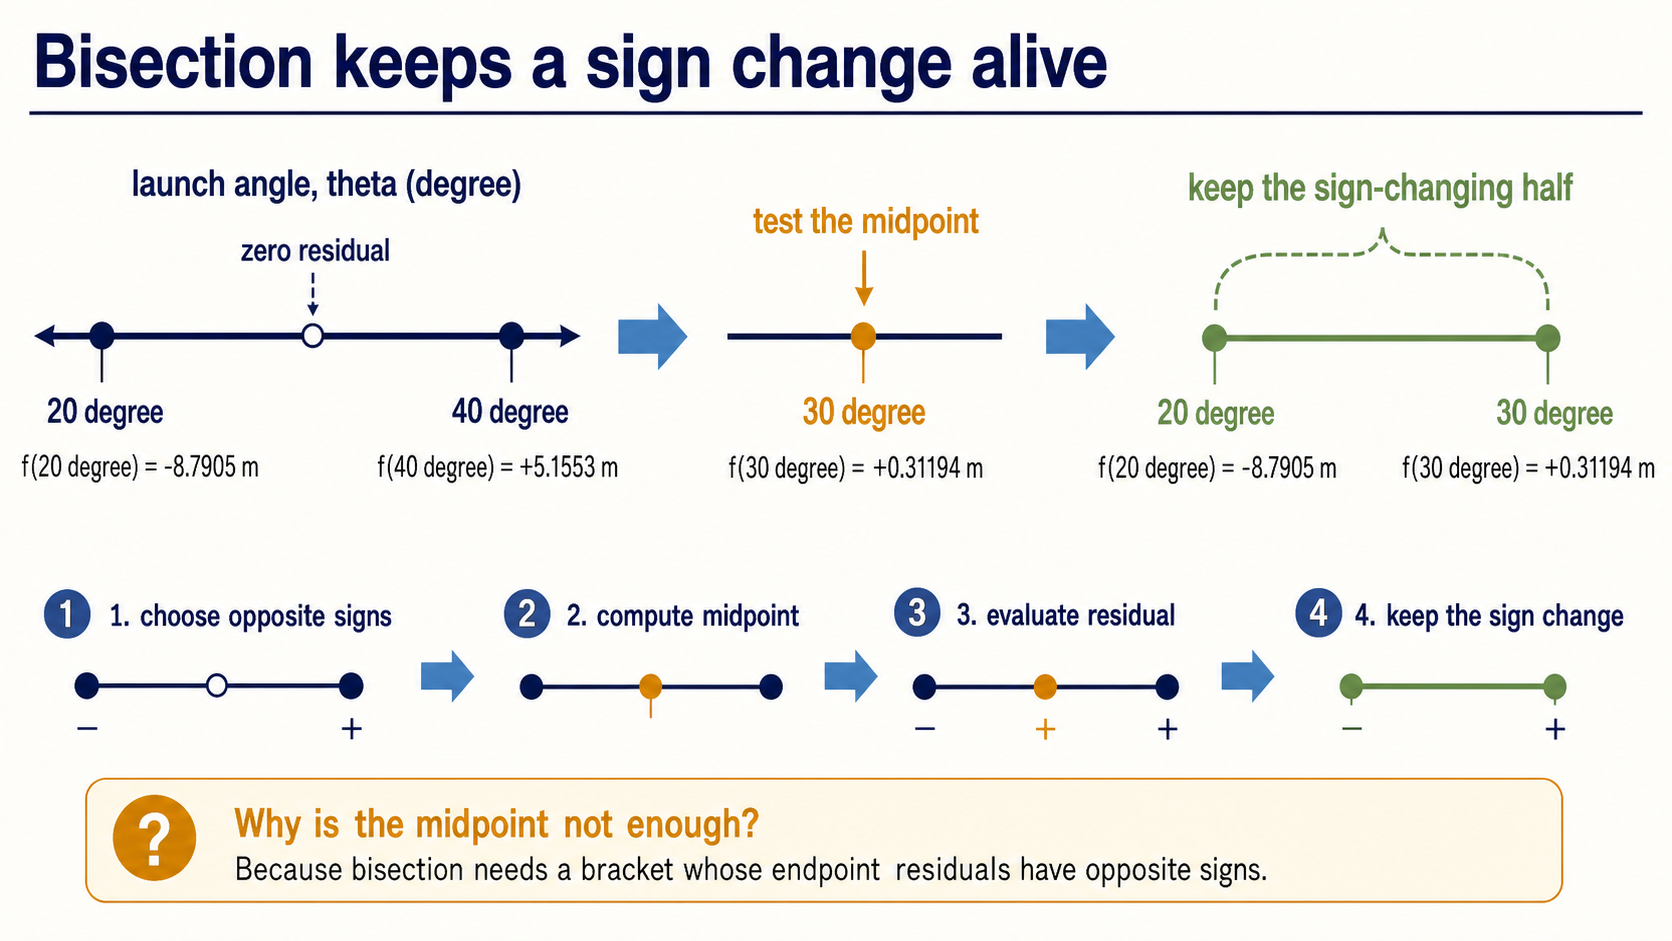 Bisection keeps a sign change alive
launch angle, theta (degree)
zero residual
20 degree
40 degree
f(20 degree) = -8.7905 m
f(40 degree) = +5.1553 m
test the midpoint
30 degree
f(30 degree) = +0.31194 m
keep the sign-changing half
20 degree
30 degree
f(20 degree) = -8.7905 m
f(30 degree) = +0.31194 m
1 1. choose opposite signs
− +
2 2. compute midpoint
3 3. evaluate residual
− + +
4 4. keep the sign change
− +
? Why is the midpoint not enough?
Because bisection needs a bracket whose endpoint residuals have opposite signs.